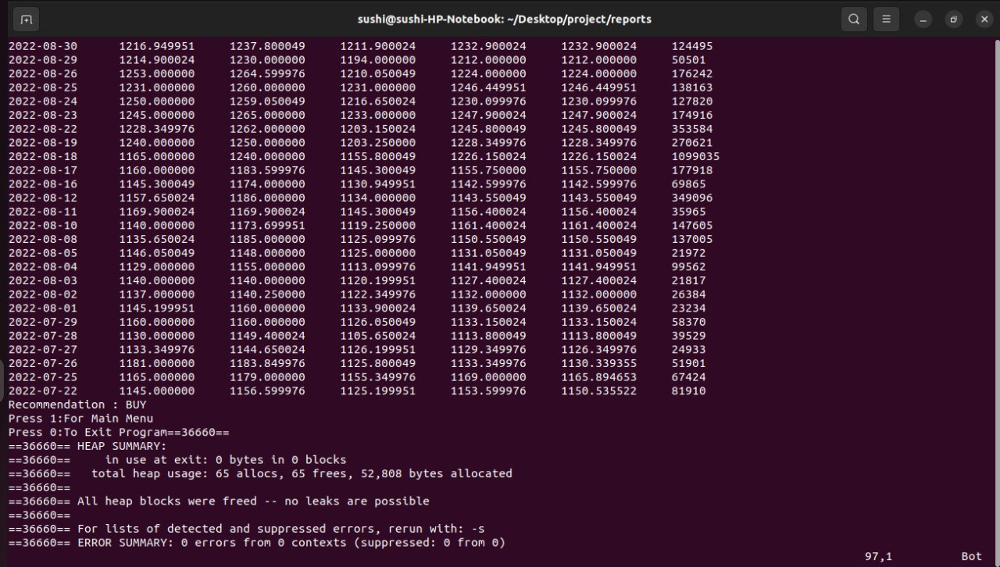 sushi@sushi-HP-Notebook: ~/Desktop/project/reports
2022-08-30 1216.949951 1237.800049 1211.900024 1232.900024 1232.900024 124495
2022-08-29 1214.900024 1230.000000 1194.000000 1212.000000 1212.000000 50501
2022-08-26 1253.000000 1264.599976 1210.050049 1224.000000 1224.000000 176242
2022-08-25 1231.000000 1260.000000 1231.000000 1246.449951 1246.449951 138163
2022-08-24 1250.000000 1259.050049 1216.650024 1230.099976 1230.099976 127820
2022-08-23 1245.000000 1265.000000 1233.000000 1247.900024 1247.900024 174916
2022-08-22 1228.349976 1262.000000 1203.150024 1245.800049 1245.800049 353584
2022-08-19 1240.000000 1250.000000 1203.250000 1228.349976 1228.349976 270621
2022-08-18 1165.000000 1240.000000 1155.800049 1226.150024 1226.150024 1099035
2022-08-17 1160.000000 1183.599976 1145.300049 1155.750000 1155.750000 177918
2022-08-16 1145.300049 1174.000000 1130.949951 1142.599976 1142.599976 69865
2022-08-12 1157.650024 1186.000000 1134.000000 1143.550049 1143.550049 349096
2022-08-11 1169.900024 1169.900024 1145.300049 1156.400024 1156.400024 35965
2022-08-10 1140.000000 1173.699951 1119.250000 1161.400024 1161.400024 147605
2022-08-08 1135.650024 1185.000000 1125.099976 1150.550049 1150.550049 137005
2022-08-05 1146.050049 1148.000000 1125.000000 1131.050049 1131.050049 21972
2022-08-04 1129.000000 1155.000000 1113.099976 1141.949951 1141.949951 99562
2022-08-03 1140.000000 1140.000000 1120.199951 1127.400024 1127.400024 21817
2022-08-02 1137.000000 1140.250000 1122.349976 1132.000000 1132.000000 26384
2022-08-01 1145.199951 1160.000000 1133.900024 1139.650024 1139.650024 23234
2022-07-29 1160.000000 1160.000000 1126.050049 1133.150024 1133.150024 58370
2022-07-28 1130.000000 1149.400024 1105.650024 1113.800049 1113.800049 39529
2022-07-27 1133.349976 1144.650024 1126.199951 1129.349976 1126.349976 24933
2022-07-26 1181.000000 1183.849976 1125.800049 1133.349976 1130.339355 51901
2022-07-25 1165.000000 1179.000000 1155.349976 1169.000000 1165.894653 67424
2022-07-22 1145.000000 1156.599976 1125.199951 1153.599976 1150.535522 81910
Recommendation : BUY
Press 1:For Main Menu
Press 0:To Exit Program==36660==
==36660== HEAP SUMMARY:
==36660==     in use at exit: 0 bytes in 0 blocks
==36660==   total heap usage: 65 allocs, 65 frees, 52,808 bytes allocated
==36660==
==36660== All heap blocks were freed -- no leaks are possible
==36660==
==36660== For lists of detected and suppressed errors, rerun with: -s
==36660== ERROR SUMMARY: 0 errors from 0 contexts (suppressed: 0 from 0)
97,1 Bot